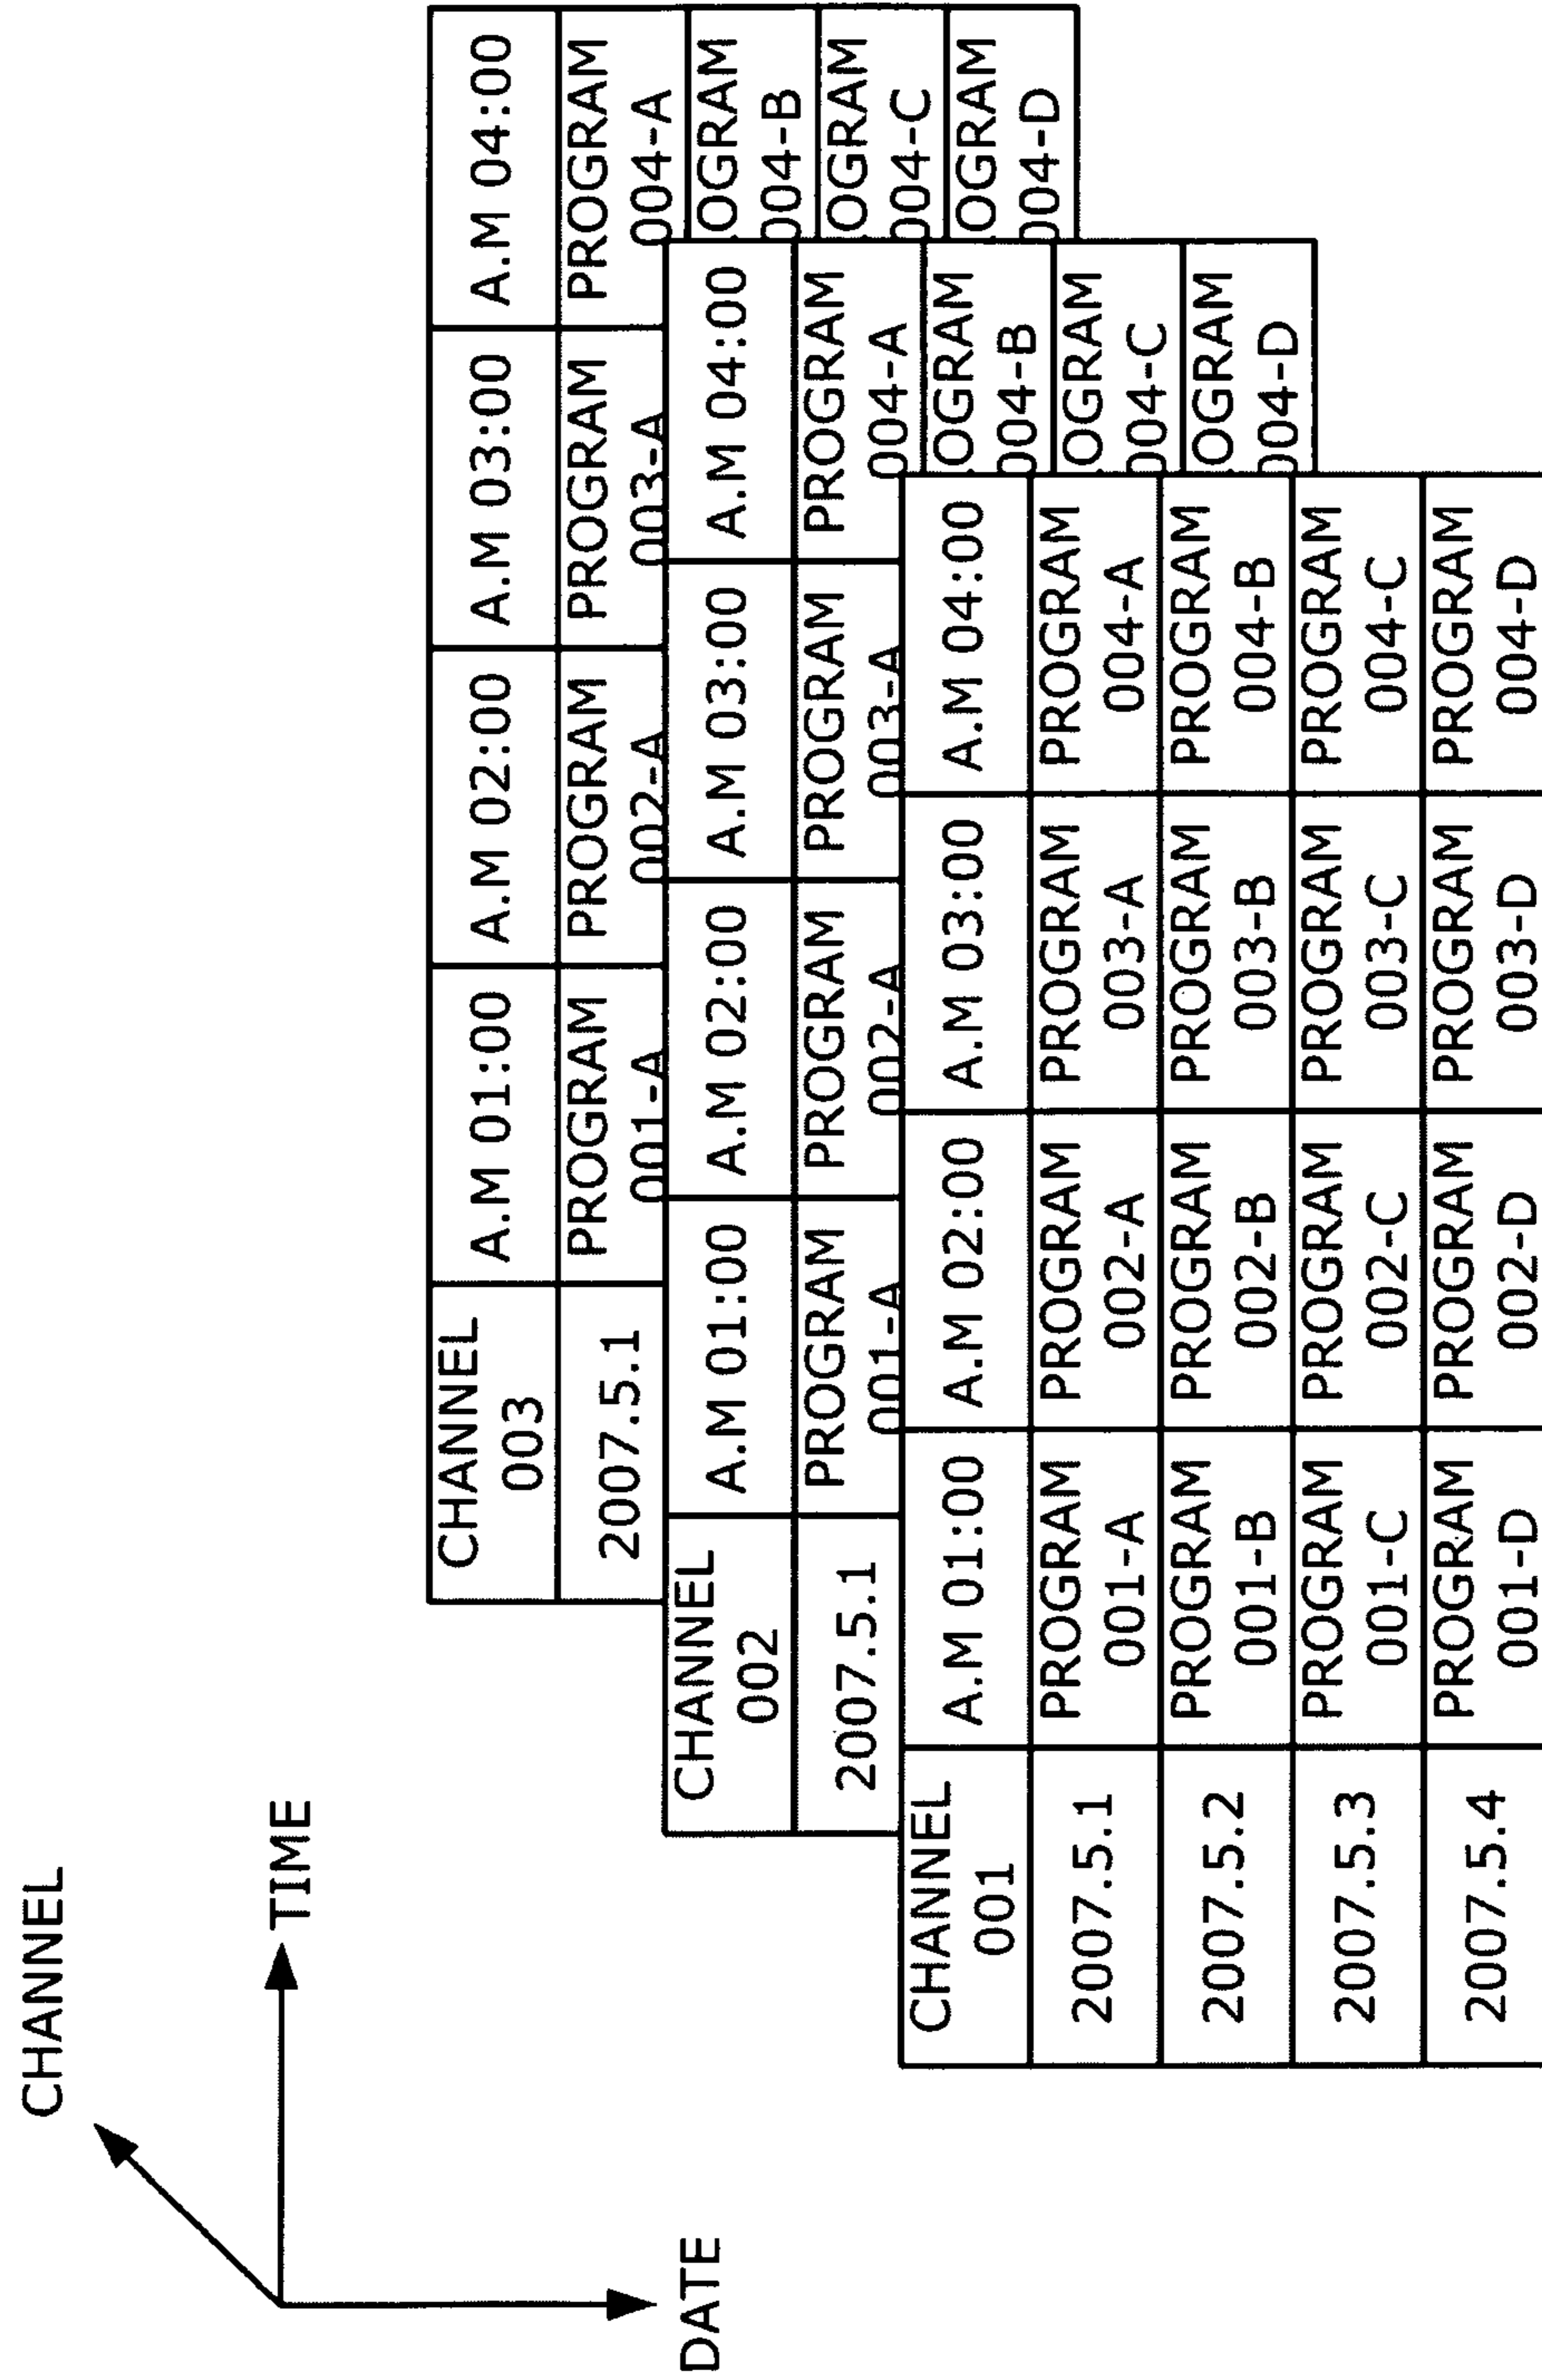 CHANNEL
TIME
DATE
CHANNEL
003
A.M 01:00
A.M 02:00
A.M 03:00
A.M 04:00
2007.5.1
PROGRAM
001-A
PROGRAM
002-A
PROGRAM
003-A
PROGRAM
004-A
OGRAM
004-B
OGRAM
004-C
OGRAM
004-D
CHANNEL
002
A.M 01:00
A.M 02:00
A.M 03:00
A.M 04:00
2007.5.1
PROGRAM
001-A
PROGRAM
002-A
PROGRAM
003-A
PROGRAM
004-A
OGRAM
004-B
OGRAM
004-C
OGRAM
004-D
CHANNEL
001
A.M 01:00
A.M 02:00
A.M 03:00
A.M 04:00
2007.5.1
PROGRAM
001-A
PROGRAM
002-A
PROGRAM
003-A
PROGRAM
004-A
2007.5.2
PROGRAM
001-B
PROGRAM
002-B
PROGRAM
003-B
PROGRAM
004-B
2007.5.3
PROGRAM
001-C
PROGRAM
002-C
PROGRAM
003-C
PROGRAM
004-C
2007.5.4
PROGRAM
001-D
PROGRAM
002-D
PROGRAM
003-D
PROGRAM
004-D